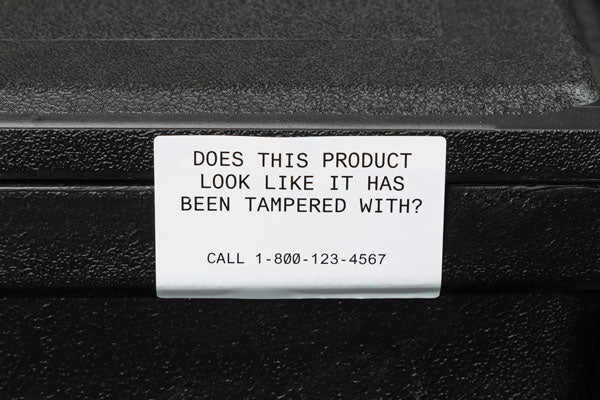 DOES THIS PRODUCT
LOOK LIKE IT HAS
BEEN TAMPERED WITH?
CALL 1-800-123-4567